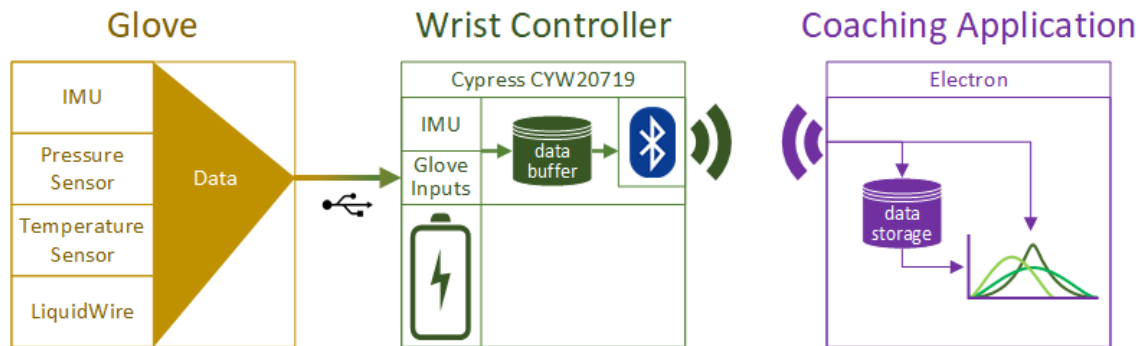 Glove
Wrist Controller
Coaching Application
IMU
Pressure
Sensor
Temperature
Sensor
LiquidWire
Data
Cypress CYW20719
IMU
Glove
Inputs
data
buffer
Electron
data
storage